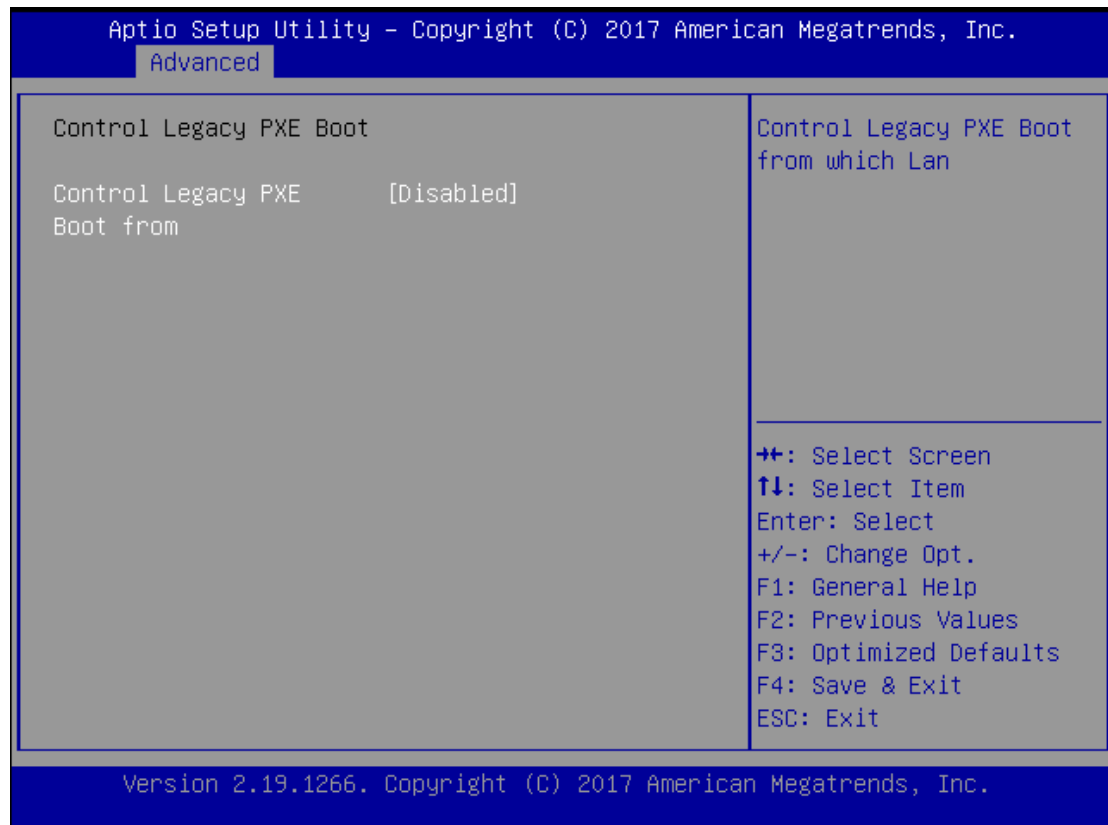 Aptio Setup Utility – Copyright (C) 2017 American Megatrends, Inc.
Advanced
Control Legacy PXE Boot
Control Legacy PXE [Disabled]
Boot from
Control Legacy PXE Boot
from which Lan
→←: Select Screen
↑↓: Select Item
Enter: Select
+/-: Change Opt.
F1: General Help
F2: Previous Values
F3: Optimized Defaults
F4: Save & Exit
ESC: Exit
Version 2.19.1266. Copyright (C) 2017 American Megatrends, Inc.